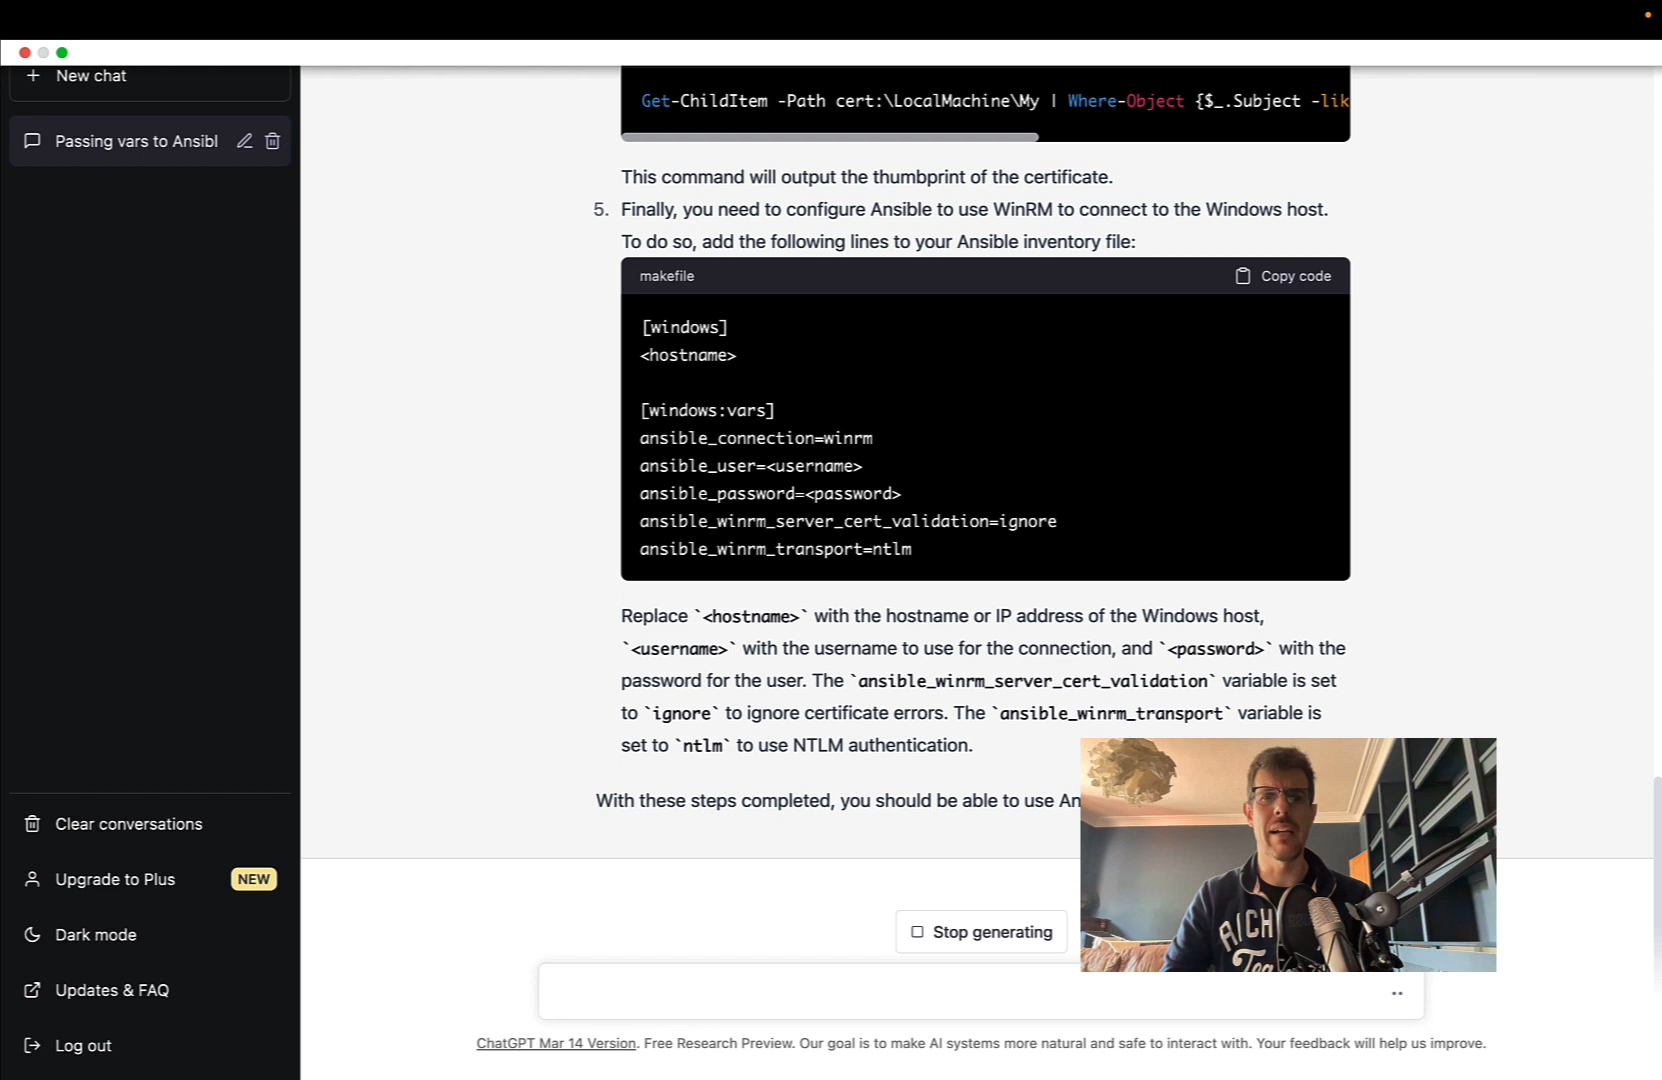 New chat
Passing vars to Ansibl
Clear conversations
Upgrade to Plus NEW
Dark mode
Updates & FAQ
Log out
Get-ChildItem -Path cert:\LocalMachine\My | Where-Object {$_.Subject -lik
This command will output the thumbprint of the certificate.
5. Finally, you need to configure Ansible to use WinRM to connect to the Windows host.
To do so, add the following lines to your Ansible inventory file:
makefile Copy code
[windows]
<hostname>
[windows:vars]
ansible_connection=winrm
ansible_user=<username>
ansible_password=<password>
ansible_winrm_server_cert_validation=ignore
ansible_winrm_transport=ntlm
Replace `<hostname>` with the hostname or IP address of the Windows host,
`<username>` with the username to use for the connection, and `<password>` with the
password for the user. The `ansible_winrm_server_cert_validation` variable is set
to `ignore` to ignore certificate errors. The `ansible_winrm_transport` variable is
set to `ntlm` to use NTLM authentication.
With these steps completed, you should be able to use An
Stop generating
ChatGPT Mar 14 Version. Free Research Preview. Our goal is to make AI systems more natural and safe to interact with. Your feedback will help us improve.